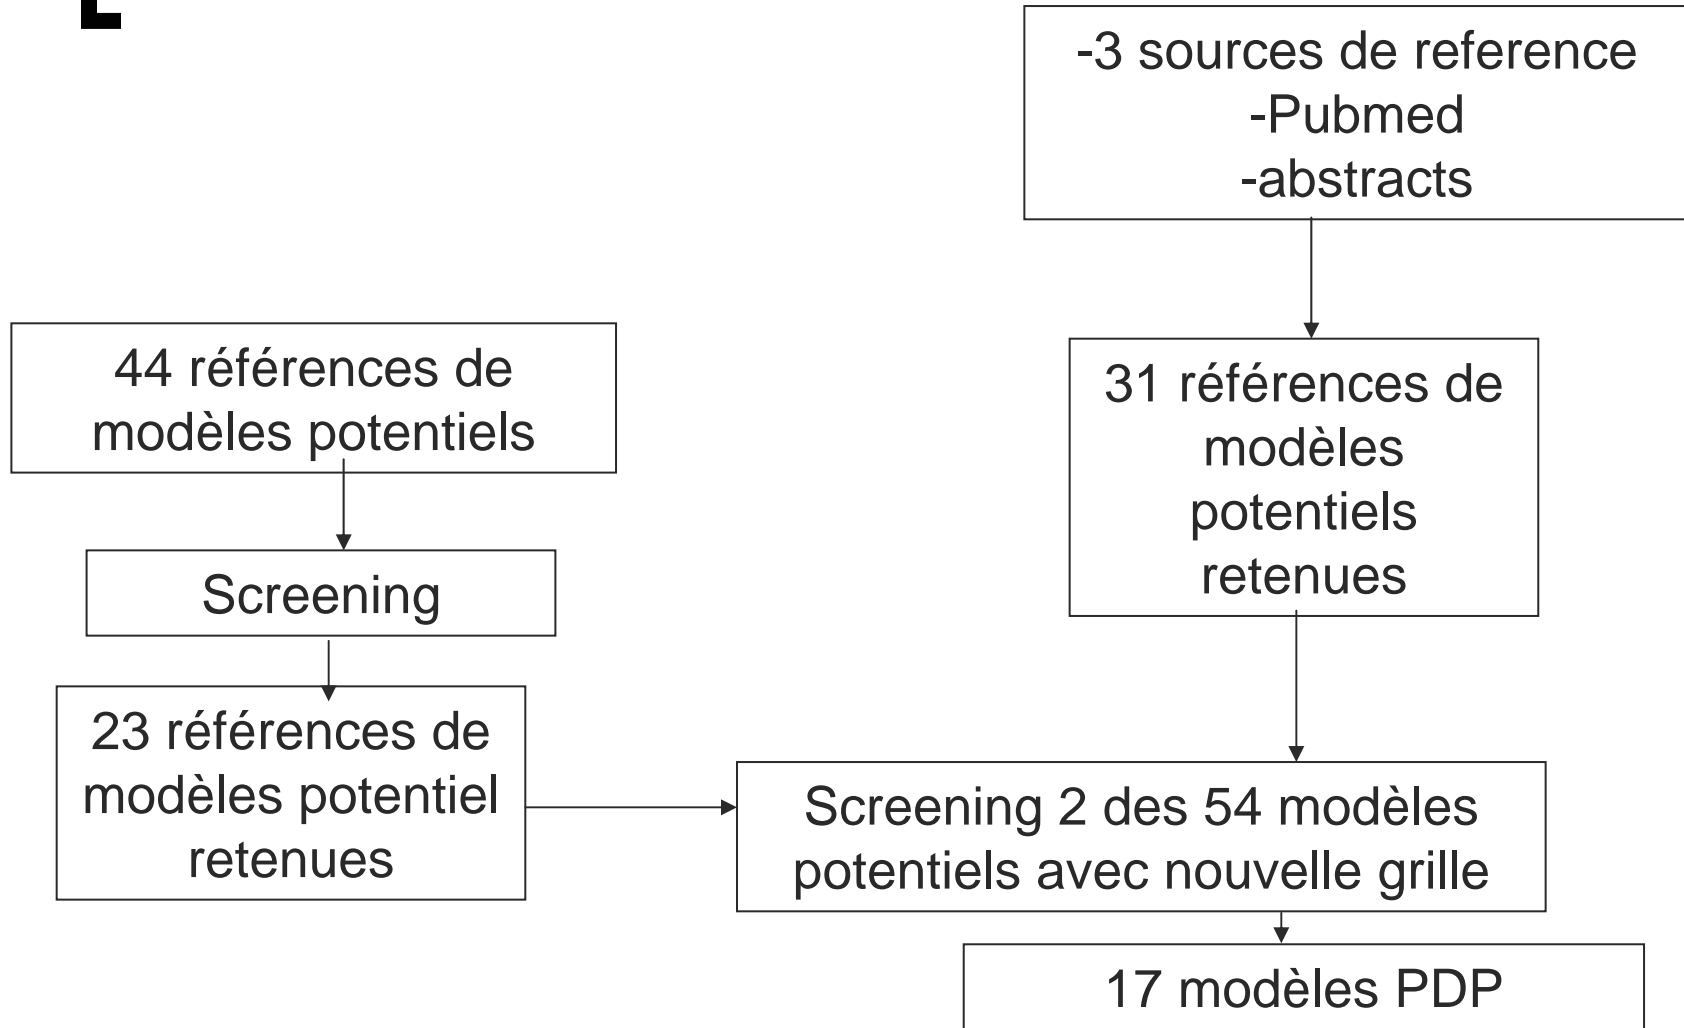 -3 sources de reference
-Pubmed
-abstracts
44 références de
modèles potentiels
31 références de
modèles
potentiels
retenues
Screening
23 références de
modèles potentiel
retenues
Screening 2 des 54 modèles
potentiels avec nouvelle grille
17 modèles PDP